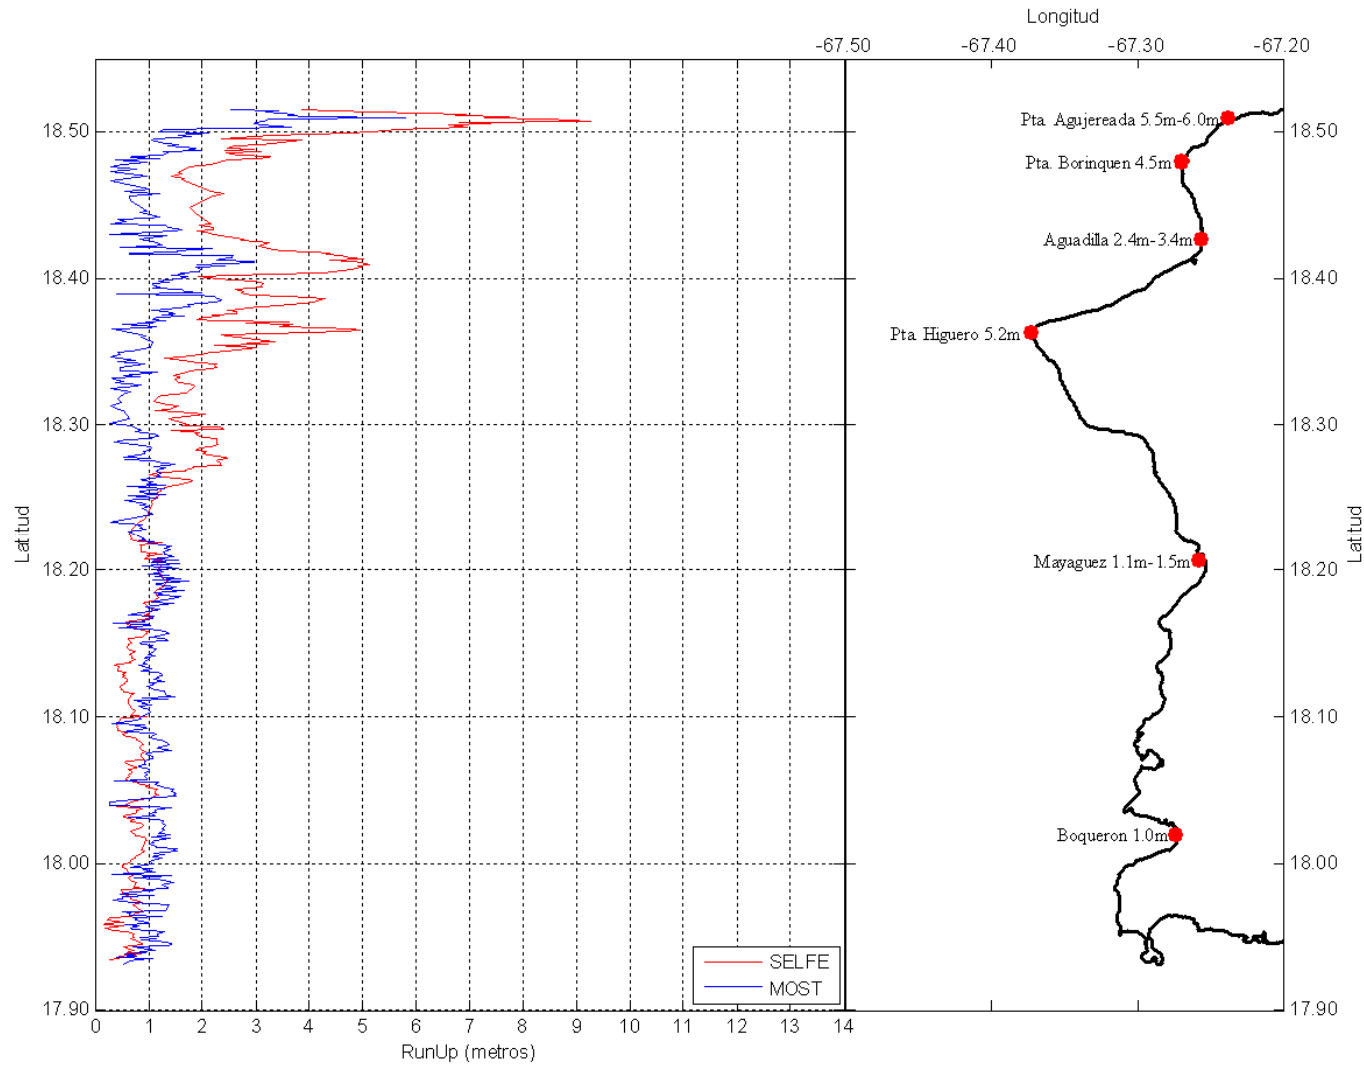 Longitud
-67.50 -67.40 -67.30 -67.20
18.50
18.40
18.30
18.20
18.10
18.00
17.90
Latitud
0 1 2 3 4 5 6 7 8 9 10 11 12 13 14
RunUp (metros)
SELFE
MOST
Pta. Agujereada 5.5m-6.0m
Pta. Borinquen 4.5m
Aguadilla 2.4m-3.4m
Pta. Higuero 5.2m
Mayaguez 1.1m-1.5m
Boqueron 1.0m
18.50
18.40
18.30
18.20
18.10
18.00
17.90
Latitud